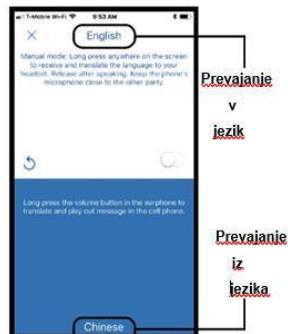 T-Mobile Wi-Fi 9:53 AM
English
Manual mode: Long press anywhere on the screen
to receive and translate the language to your
headset. Release after speaking. Keep the phone's
microphone close to the other party.
Prevajanje
v
jezik
Long press the volume button in the earphone to
translate and play out message in the cell phone.
Prevajanje
iz
jezika
Chinese